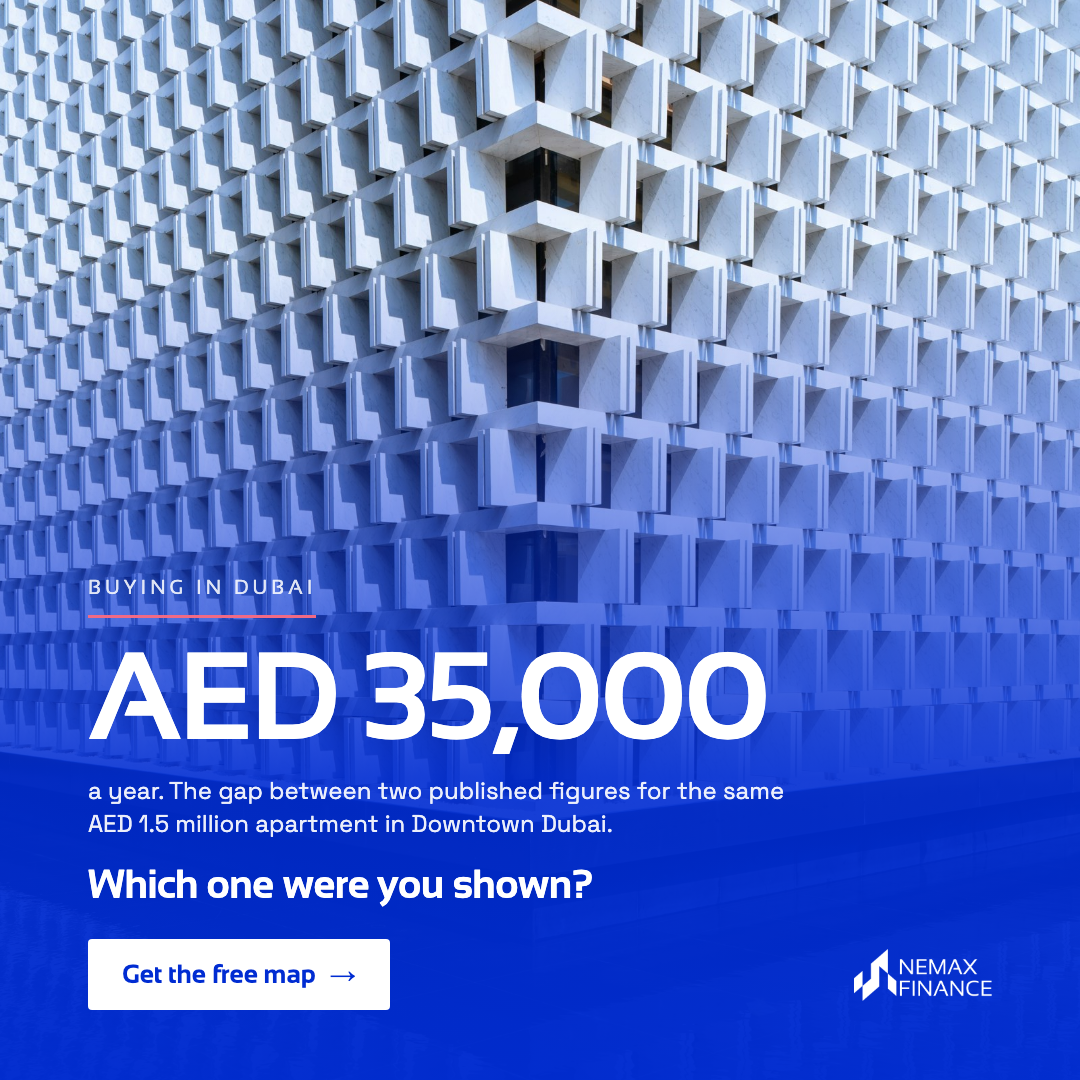 BUYING IN DUBAI
AED 35,000
a year. The gap between two published figures for the same
AED 1.5 million apartment in Downtown Dubai.
Which one were you shown?
Get the free map →
NEMAX
FINANCE